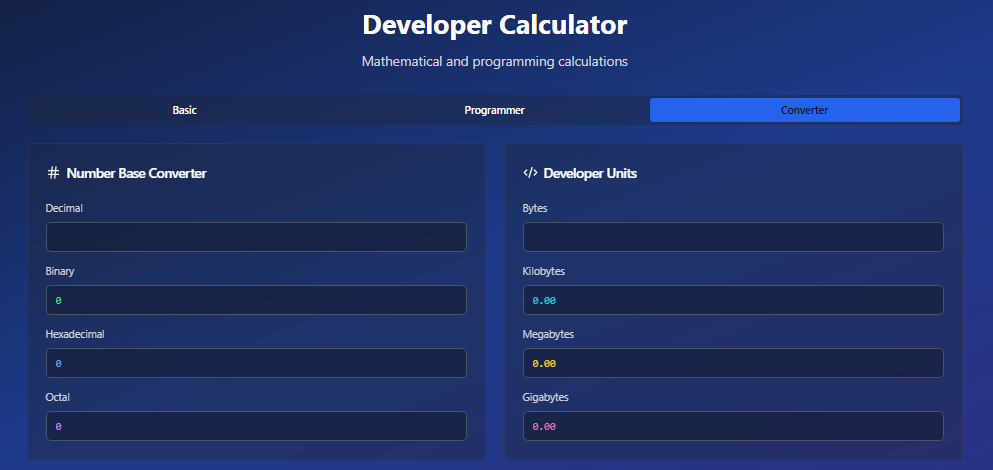 Developer Calculator
Mathematical and programming calculations
Basic
Programmer
Converter
# Number Base Converter
Decimal
Binary
0
Hexadecimal
0
Octal
0
</> Developer Units
Bytes
Kilobytes
0.00
Megabytes
0.00
Gigabytes
0.00